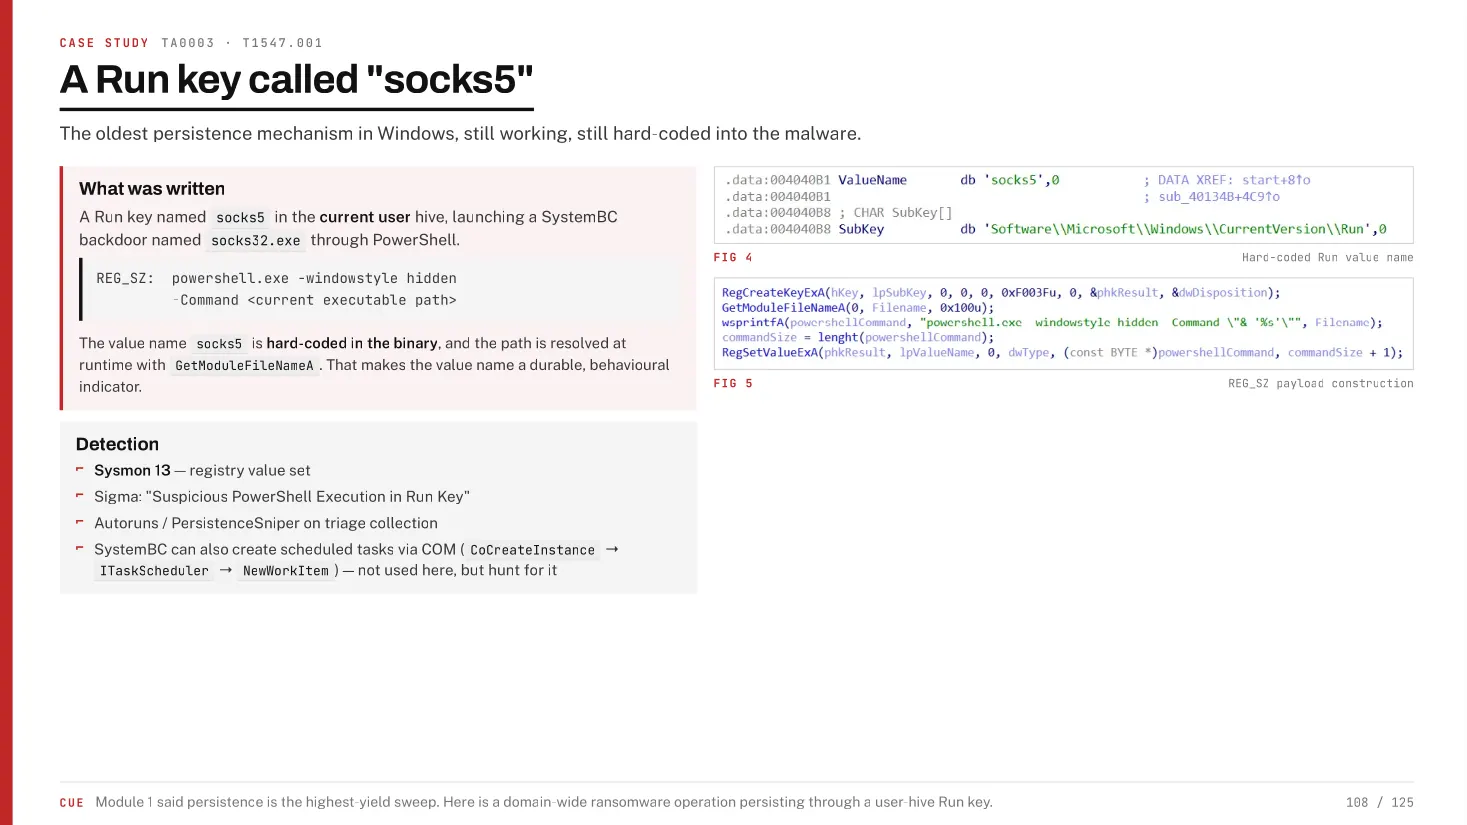 CASE STUDY TA0003 · T1547.001
A Run key called "socks5"
The oldest persistence mechanism in Windows, still working, still hard-coded into the malware.
What was written
A Run key named socks5 in the current user hive, launching a SystemBC
backdoor named socks32.exe through PowerShell.
REG_SZ: powershell.exe -windowstyle hidden
-Command <current executable path>
The value name socks5 is hard-coded in the binary, and the path is resolved at
runtime with GetModuleFileNameA. That makes the value name a durable, behavioural
indicator.
Detection
Sysmon 13 — registry value set
Sigma: "Suspicious PowerShell Execution in Run Key"
Autoruns / PersistenceSniper on triage collection
SystemBC can also create scheduled tasks via COM ( CoCreateInstance →
ITaskScheduler → NewWorkItem ) — not used here, but hunt for it
.data:004040B1 ValueName db 'socks5',0 ; DATA XREF: start+8↑o
.data:004040B1 ; sub_40134B+4C9↑o
.data:004040B8 ; CHAR SubKey[]
.data:004040B8 SubKey db 'Software\\Microsoft\\Windows\\CurrentVersion\\Run',0
FIG 4 Hard-coded Run value name
RegCreateKeyExA(hKey, lpSubKey, 0, 0, 0, 0xF003Fu, 0, &phkResult, &dwDisposition);
GetModuleFileNameA(0, Filename, 0x100u);
wsprintfA(powershellCommand, "powershell.exe windowstyle hidden Command \"& '%s'\"", Filename);
commandSize = lenght(powershellCommand);
RegSetValueExA(phkResult, lpValueName, 0, dwType, (const BYTE *)powershellCommand, commandSize + 1);
FIG 5 REG_SZ payload construction
CUE Module 1 said persistence is the highest-yield sweep. Here is a domain-wide ransomware operation persisting through a user-hive Run key.
108 / 125